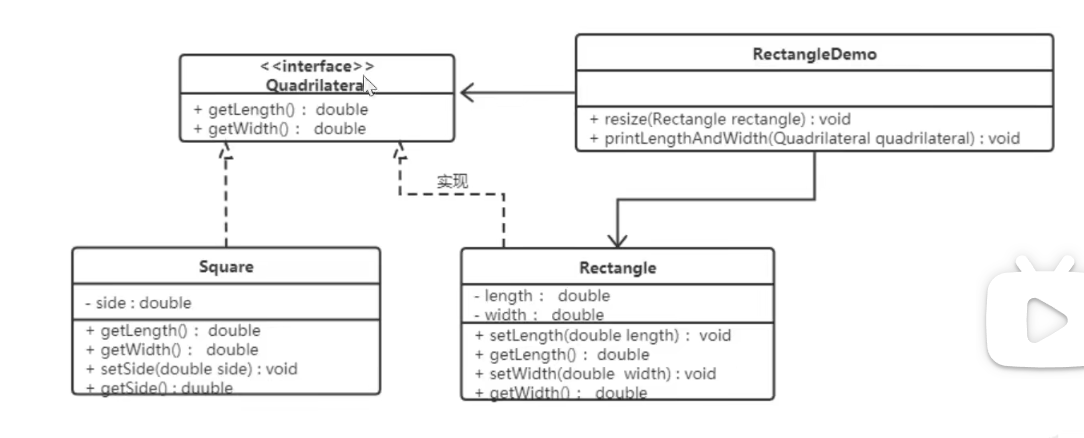 <<interface>>
Quadrilateral
+ getLength() : double
+ getWidth() : double
RectangleDemo
+ resize(Rectangle rectangle) : void
+ printLengthAndWidth(Quadrilateral quadrilateral) : void
实现
Square
- side : double
+ getLength() : double
+ getWidth() : double
+ setSide(double side) : void
+ getSide() : duuble
Rectangle
- length : double
- width : double
+ setLength(double length) : void
+ getLength() : double
+ setWidth(double width) : void
+ getWidth() : double